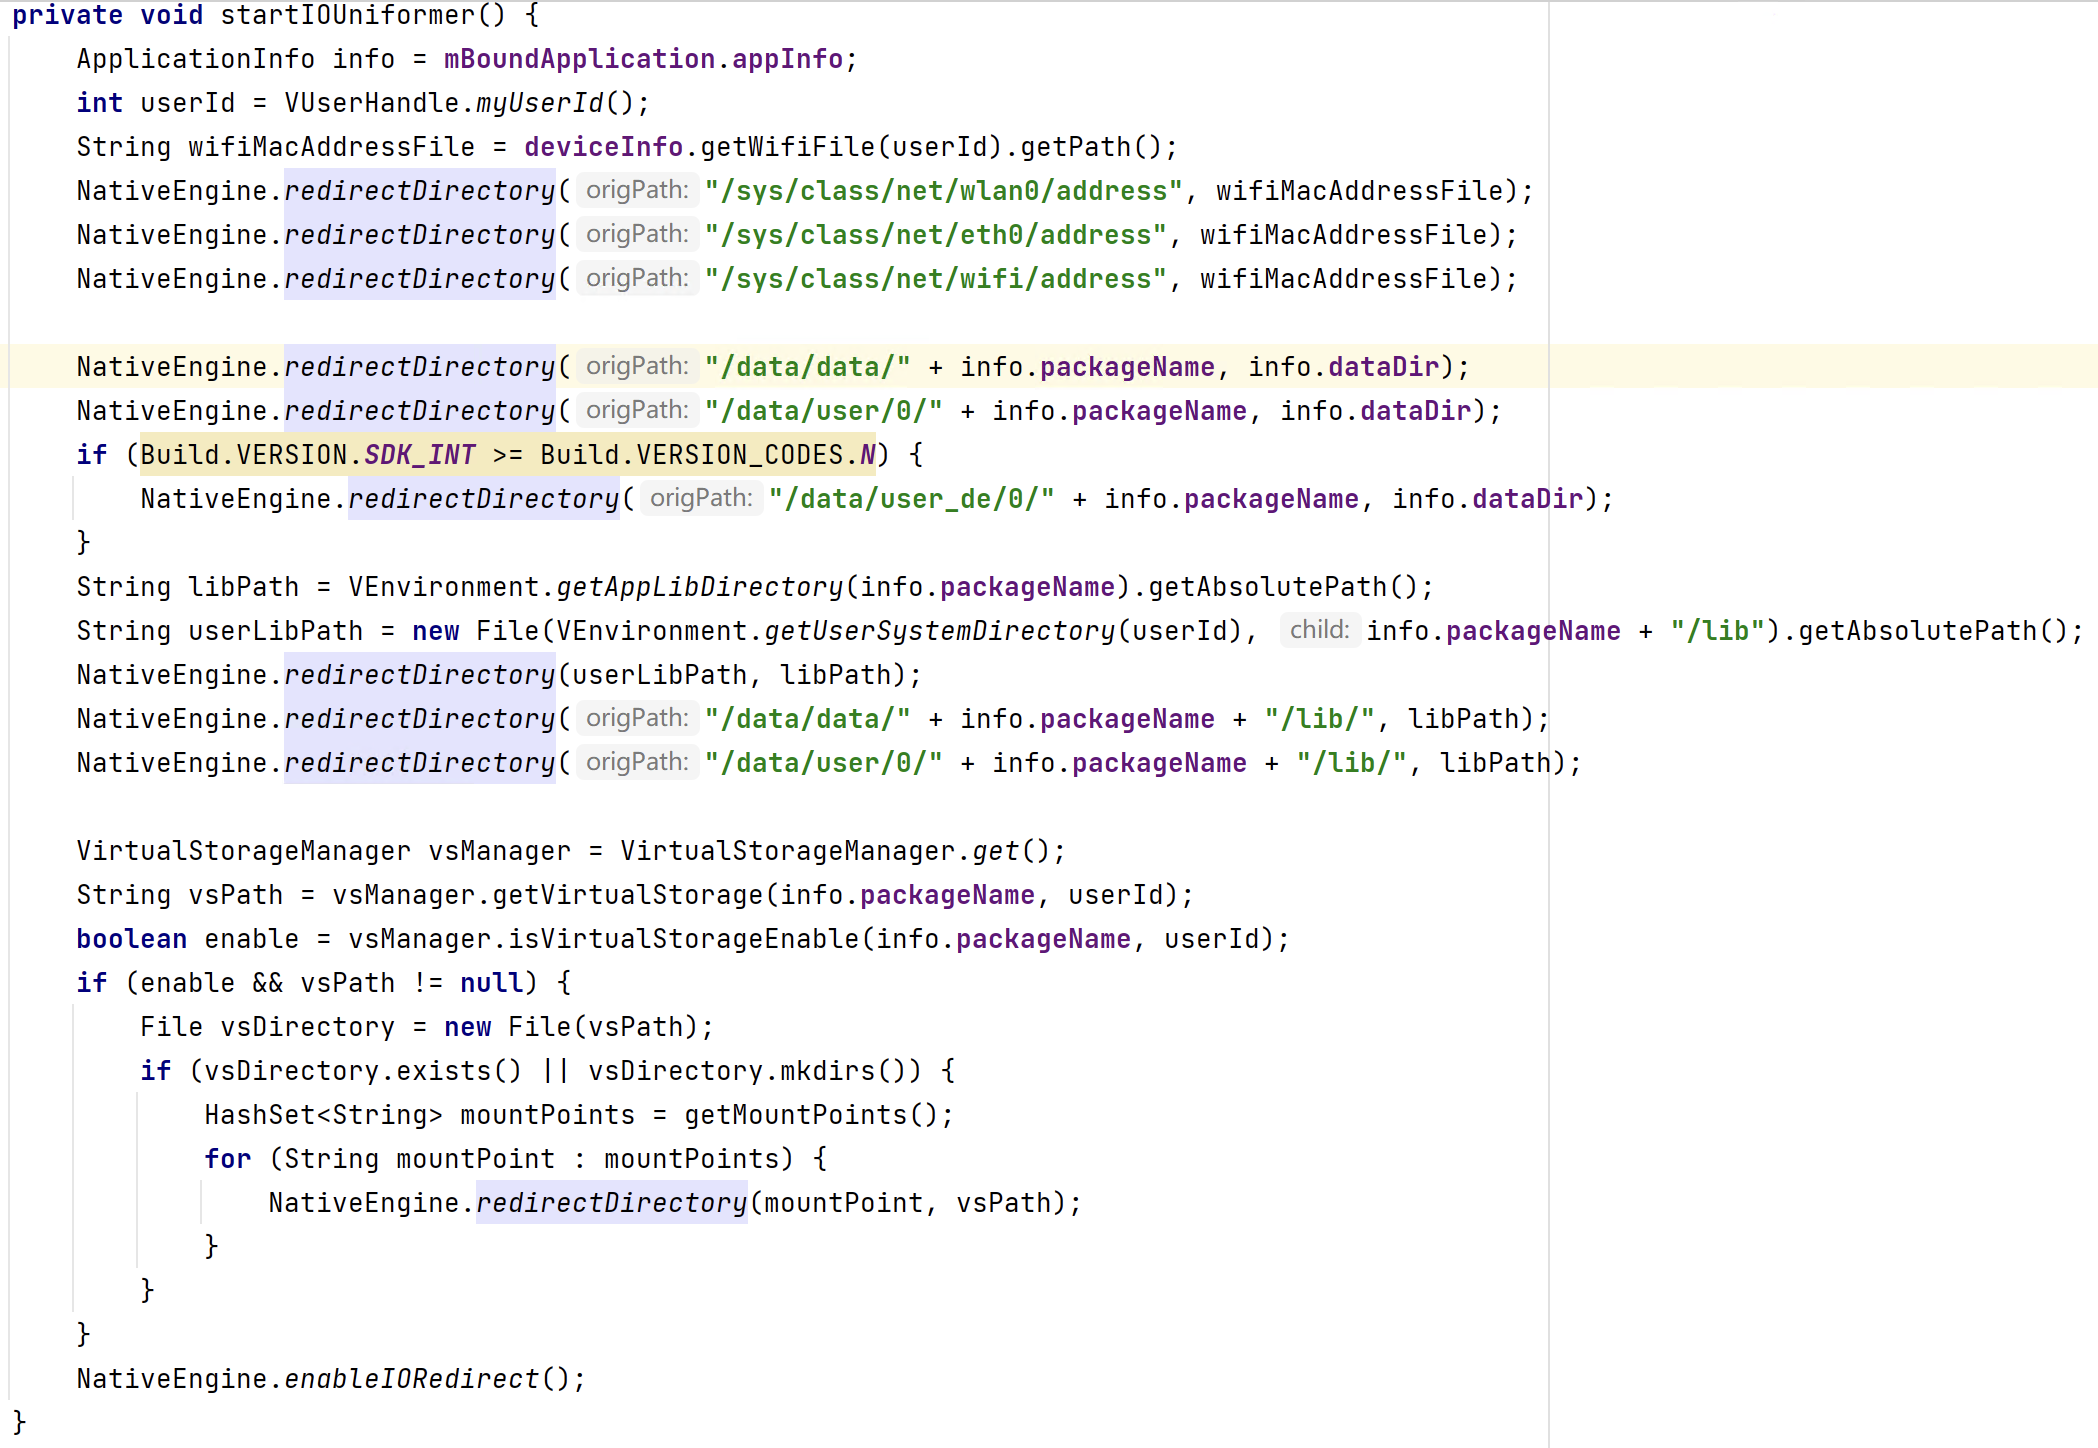 private void startIOUniformer() {
ApplicationInfo info = mBoundApplication.appInfo;
int userId = VUserHandle.myUserId();
String wifiMacAddressFile = deviceInfo.getWifiFile(userId).getPath();
NativeEngine.redirectDirectory( origPath: "/sys/class/net/wlan0/address", wifiMacAddressFile);
NativeEngine.redirectDirectory( origPath: "/sys/class/net/eth0/address", wifiMacAddressFile);
NativeEngine.redirectDirectory( origPath: "/sys/class/net/wifi/address", wifiMacAddressFile);
NativeEngine.redirectDirectory( origPath: "/data/data/" + info.packageName, info.dataDir);
NativeEngine.redirectDirectory( origPath: "/data/user/0/" + info.packageName, info.dataDir);
if (Build.VERSION.SDK_INT >= Build.VERSION_CODES.N) {
NativeEngine.redirectDirectory( origPath: "/data/user_de/0/" + info.packageName, info.dataDir);
}
String libPath = VEnvironment.getAppLibDirectory(info.packageName).getAbsolutePath();
String userLibPath = new File(VEnvironment.getUserSystemDirectory(userId), child: info.packageName + "/lib").getAbsolutePath();
NativeEngine.redirectDirectory(userLibPath, libPath);
NativeEngine.redirectDirectory( origPath: "/data/data/" + info.packageName + "/lib/", libPath);
NativeEngine.redirectDirectory( origPath: "/data/user/0/" + info.packageName + "/lib/", libPath);
VirtualStorageManager vsManager = VirtualStorageManager.get();
String vsPath = vsManager.getVirtualStorage(info.packageName, userId);
boolean enable = vsManager.isVirtualStorageEnable(info.packageName, userId);
if (enable && vsPath != null) {
File vsDirectory = new File(vsPath);
if (vsDirectory.exists() || vsDirectory.mkdirs()) {
HashSet<String> mountPoints = getMountPoints();
for (String mountPoint : mountPoints) {
NativeEngine.redirectDirectory(mountPoint, vsPath);
}
}
}
NativeEngine.enableIORedirect();
}